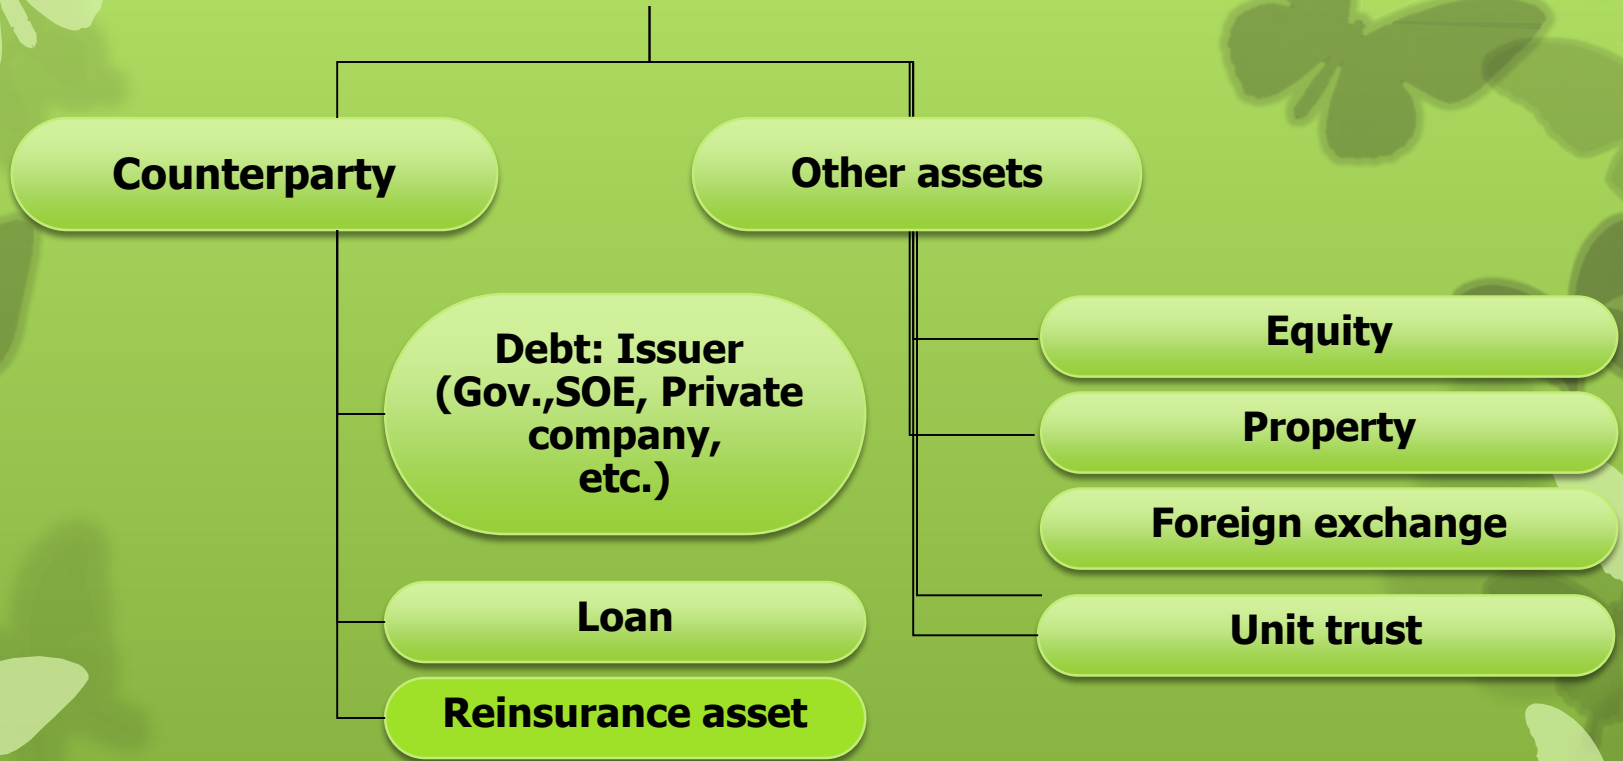 Counterparty
Other assets
Debt: Issuer
(Gov.,SOE, Private
company,
etc.)
Loan
Reinsurance asset
Equity
Property
Foreign exchange
Unit trust